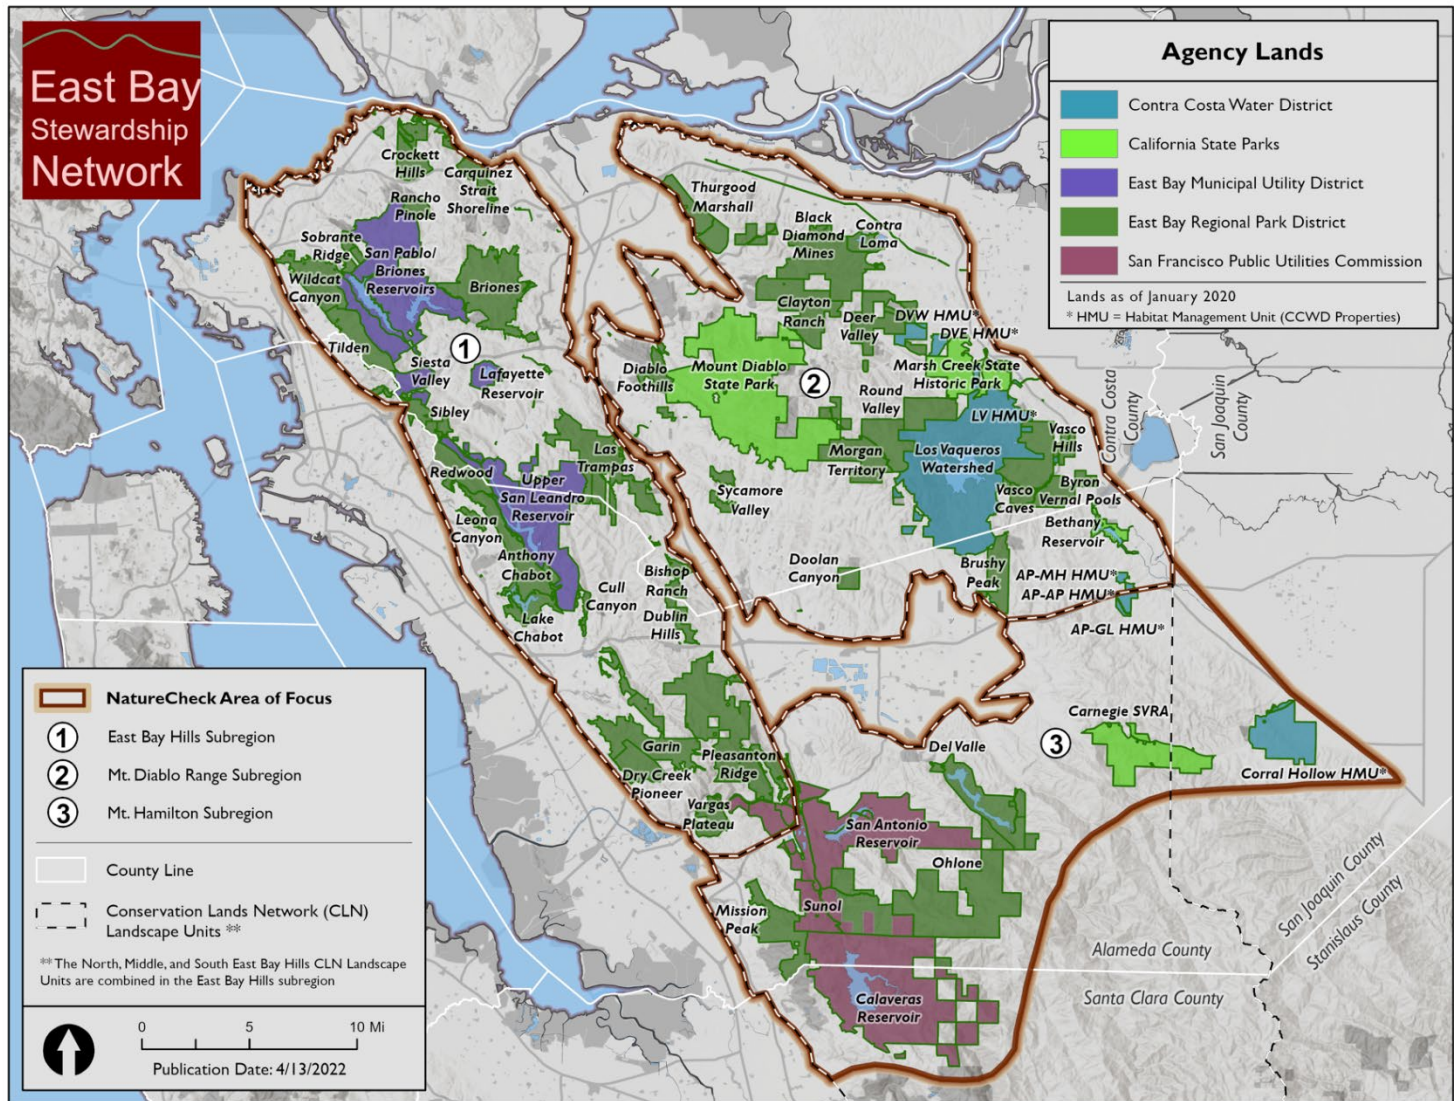 East Bay
Stewardship
Network
Agency Lands
Contra Costa Water District
California State Parks
East Bay Municipal Utility District
East Bay Regional Park District
San Francisco Public Utilities Commission
Lands as of January 2020
* HMU = Habitat Management Unit (CCWD Properties)
Crockett
Hills
Carquinez
Strait
Shoreline
Rancho
Pinole
Sobrante
Ridge
San Pablo/
Briones
Reservoirs
Wildcat
Canyon
Briones
Tilden
1
Siesta
Valley
Lafayette
Reservoir
Sibley
Redwood
Las
Trampas
Upper
San Leandro
Reservoir
Leona
Canyon
Anthony
Chabot
Lake
Chabot
Cull
Canyon
Bishop
Ranch
Dublin
Hills
Garin
Dry Creek
Pioneer
Pleasanton
Ridge
Vargas
Plateau
Thurgood
Marshall
Black
Diamond
Mines
Contra
Loma
Clayton
Ranch
Deer
Valley
DVW HMU*
DVE HMU*
Diablo
Foothills
Mount Diablo
State Park
2
Marsh Creek State
Historic Park
Round
Valley
LV HMU*
Vasco
Hills
Morgan
Territory
Los Vaqueros
Watershed
Sycamore
Valley
Vasco
Caves
Byron
Vernal Pools
Bethany
Reservoir
Doolan
Canyon
Brushy
Peak
AP-MH HMU*
AP-AP HMU*
AP-GL HMU*
Contra Costa
County
San Joaquin
County
Carnegie SVRA
3
Corral Hollow HMU*
Del Valle
San Antonio
Reservoir
Ohlone
Mission
Peak
Sunol
Calaveras
Reservoir
Alameda County
Santa Clara County
San Joaquin County
Stanislaus County
NatureCheck Area of Focus
1 East Bay Hills Subregion
2 Mt. Diablo Range Subregion
3 Mt. Hamilton Subregion
County Line
Conservation Lands Network (CLN)
Landscape Units **
** The North, Middle, and South East Bay Hills CLN Landscape
Units are combined in the East Bay Hills subregion
0 5 10 Mi
Publication Date: 4/13/2022